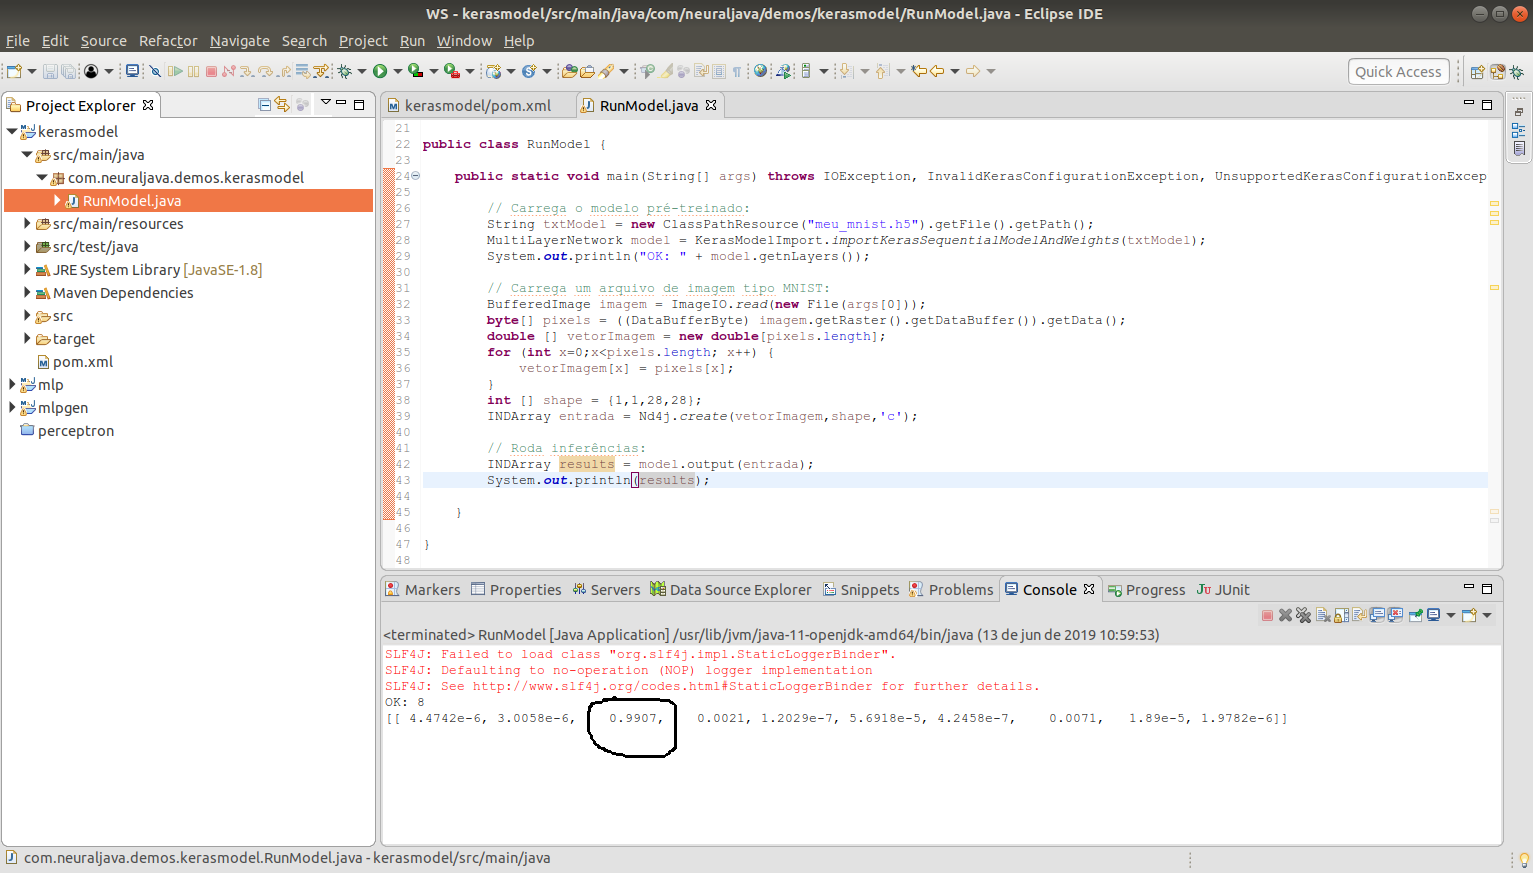 WS - kerasmodel/src/main/java/com/neuraljava/demos/kerasmodel/RunModel.java - Eclipse IDE
File Edit Source Refactor Navigate Search Project Run Window Help
Quick Access
Project Explorer
kerasmodel
src/main/java
com.neuraljava.demos.kerasmodel
RunModel.java
src/main/resources
src/test/java
JRE System Library [JavaSE-1.8]
Maven Dependencies
src
target
pom.xml
mlp
mlpgen
perceptron
kerasmodel/pom.xml RunModel.java
21
22 public class RunModel {
23
24 public static void main(String[] args) throws IOException, InvalidKerasConfigurationException, UnsupportedKerasConfigurationExcep
25
26 // Carrega o modelo pré-treinado:
27 String txtModel = new ClassPathResource("meu_mnist.h5").getFile().getPath();
28 MultiLayerNetwork model = KerasModelImport.importKerasSequentialModelAndWeights(txtModel);
29 System.out.println("OK: " + model.getnLayers());
30
31 // Carrega um arquivo de imagem tipo MNIST:
32 BufferedImage imagem = ImageIO.read(new File(args[0]));
33 byte[] pixels = ((DataBufferByte) imagem.getRaster().getDataBuffer()).getData();
34 double [] vetorImagem = new double[pixels.length];
35 for (int x=0;x<pixels.length; x++) {
36 vetorImagem[x] = pixels[x];
37 }
38 int [] shape = {1,1,28,28};
39 INDArray entrada = Nd4j.create(vetorImagem,shape,'c');
40
41 // Roda inferências:
42 INDArray results = model.output(entrada);
43 System.out.println(results);
44
45 }
46
47 }
48
Markers Properties Servers Data Source Explorer Snippets Problems Console Progress JUnit
<terminated> RunModel [Java Application] /usr/lib/jvm/java-11-openjdk-amd64/bin/java (13 de jun de 2019 10:59:53)
SLF4J: Failed to load class "org.slf4j.impl.StaticLoggerBinder".
SLF4J: Defaulting to no-operation (NOP) logger implementation
SLF4J: See http://www.slf4j.org/codes.html#StaticLoggerBinder for further details.
OK: 8
[[ 4.4742e-6, 3.0058e-6, 0.9907, 0.0021, 1.2029e-7, 5.6918e-5, 4.2458e-7, 0.0071, 1.89e-5, 1.9782e-6]]
com.neuraljava.demos.kerasmodel.RunModel.java - kerasmodel/src/main/java